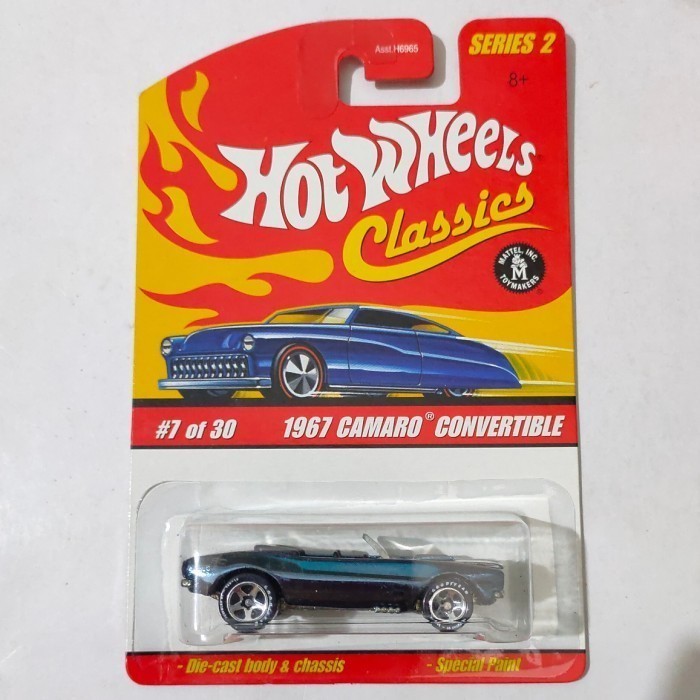 Asst.H6965
SERIES 2
8+
HOT WHEELS
Classics
MATTEL, INC.
M
TOYMAKERS
#7 of 30 1967 CAMARO® CONVERTIBLE
- Die-cast body & chassis - Special Paint